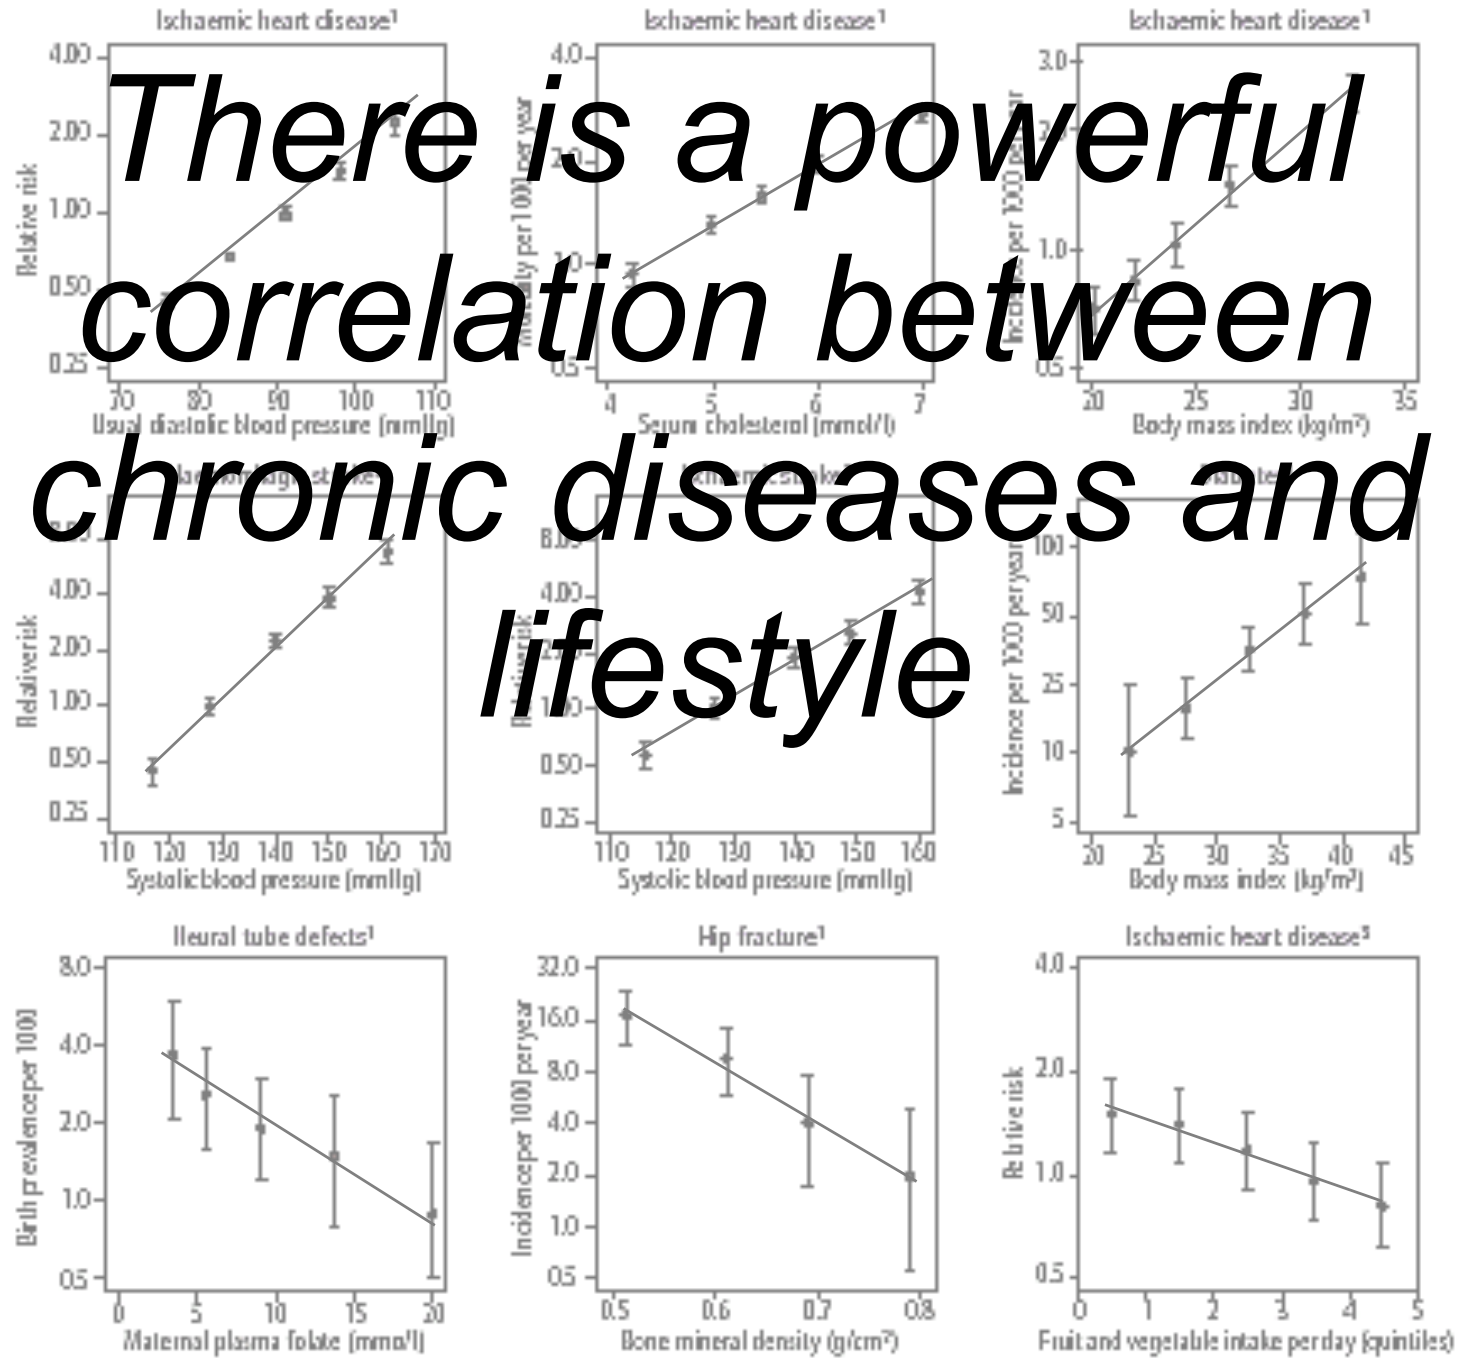 Ischaemic heart disease¹
Ischaemic heart disease¹
Ischaemic heart disease¹
There is a powerful
correlation between
chronic diseases and
lifestyle
4.00
2.00
1.00
0.50
0.25
Relative risk
70 80 90 100 110
Usual diastolic blood pressure (mmHg)
4.0
2.0
per 1000 per year
4 5 6 7
Serum cholesterol (mmol/l)
3.0
1.0
0.5
per 1000 per year
20 25 30 35
Body mass index (kg/m²)
4.00
2.00
1.00
0.50
0.25
Relative risk
110 120 130 140 150 160 170
Systolic blood pressure (mmHg)
8.00
4.00
0.50
0.25
110 120 130 140 150 160
Systolic blood pressure (mmHg)
100
50
25
10
5
Incidence per 1000 per year
20 25 30 35 40 45
Body mass index (kg/m²)
Neural tube defects¹
8.0
4.0
2.0
1.0
0.5
Birth prevalence per 1000
0 5 10 15 20
Maternal plasma folate (mmol/l)
Hip fracture¹
32.0
16.0
8.0
4.0
2.0
1.0
0.5
Incidence per 1000 per year
0.5 0.6 0.7 0.8
Bone mineral density (g/cm²)
Ischaemic heart disease⁵
4.0
2.0
1.0
0.5
Relative risk
0 1 2 3 4 5
Fruit and vegetable intake per day (quintiles)